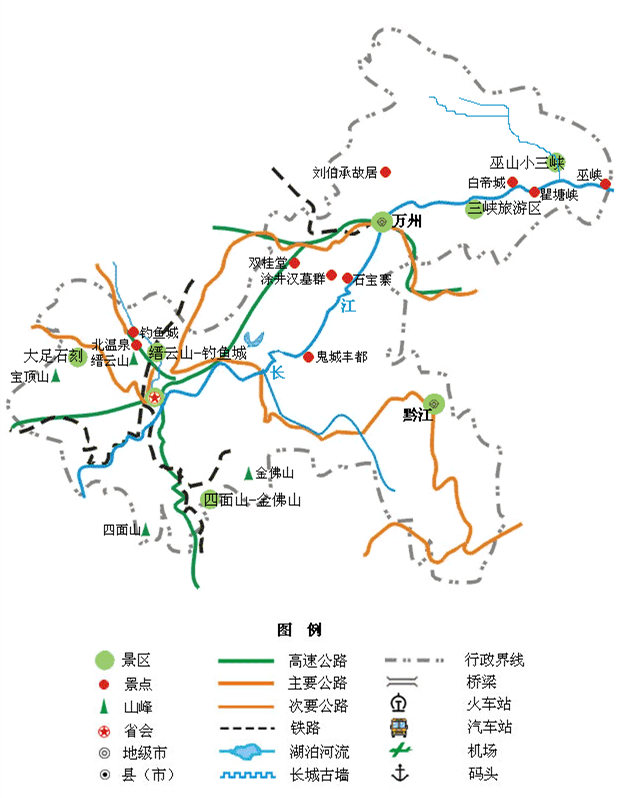 巫山小三峡
刘伯承故居
白帝城
巫峡
瞿塘峡
三峡旅游区
万州
双桂堂
涂井汉墓群
石宝寨
江
钓鱼城
北温泉
缙云山-钓鱼城
大足石刻
缙云山
鬼城丰都
宝顶山
长
黔江
金佛山
四面山-金佛山
四面山
图 例
景区
高速公路
行政界线
景点
主要公路
桥梁
山峰
次要公路
火车站
省会
铁路
汽车站
地级市
湖泊河流
机场
县（市）
长城古墙
码头